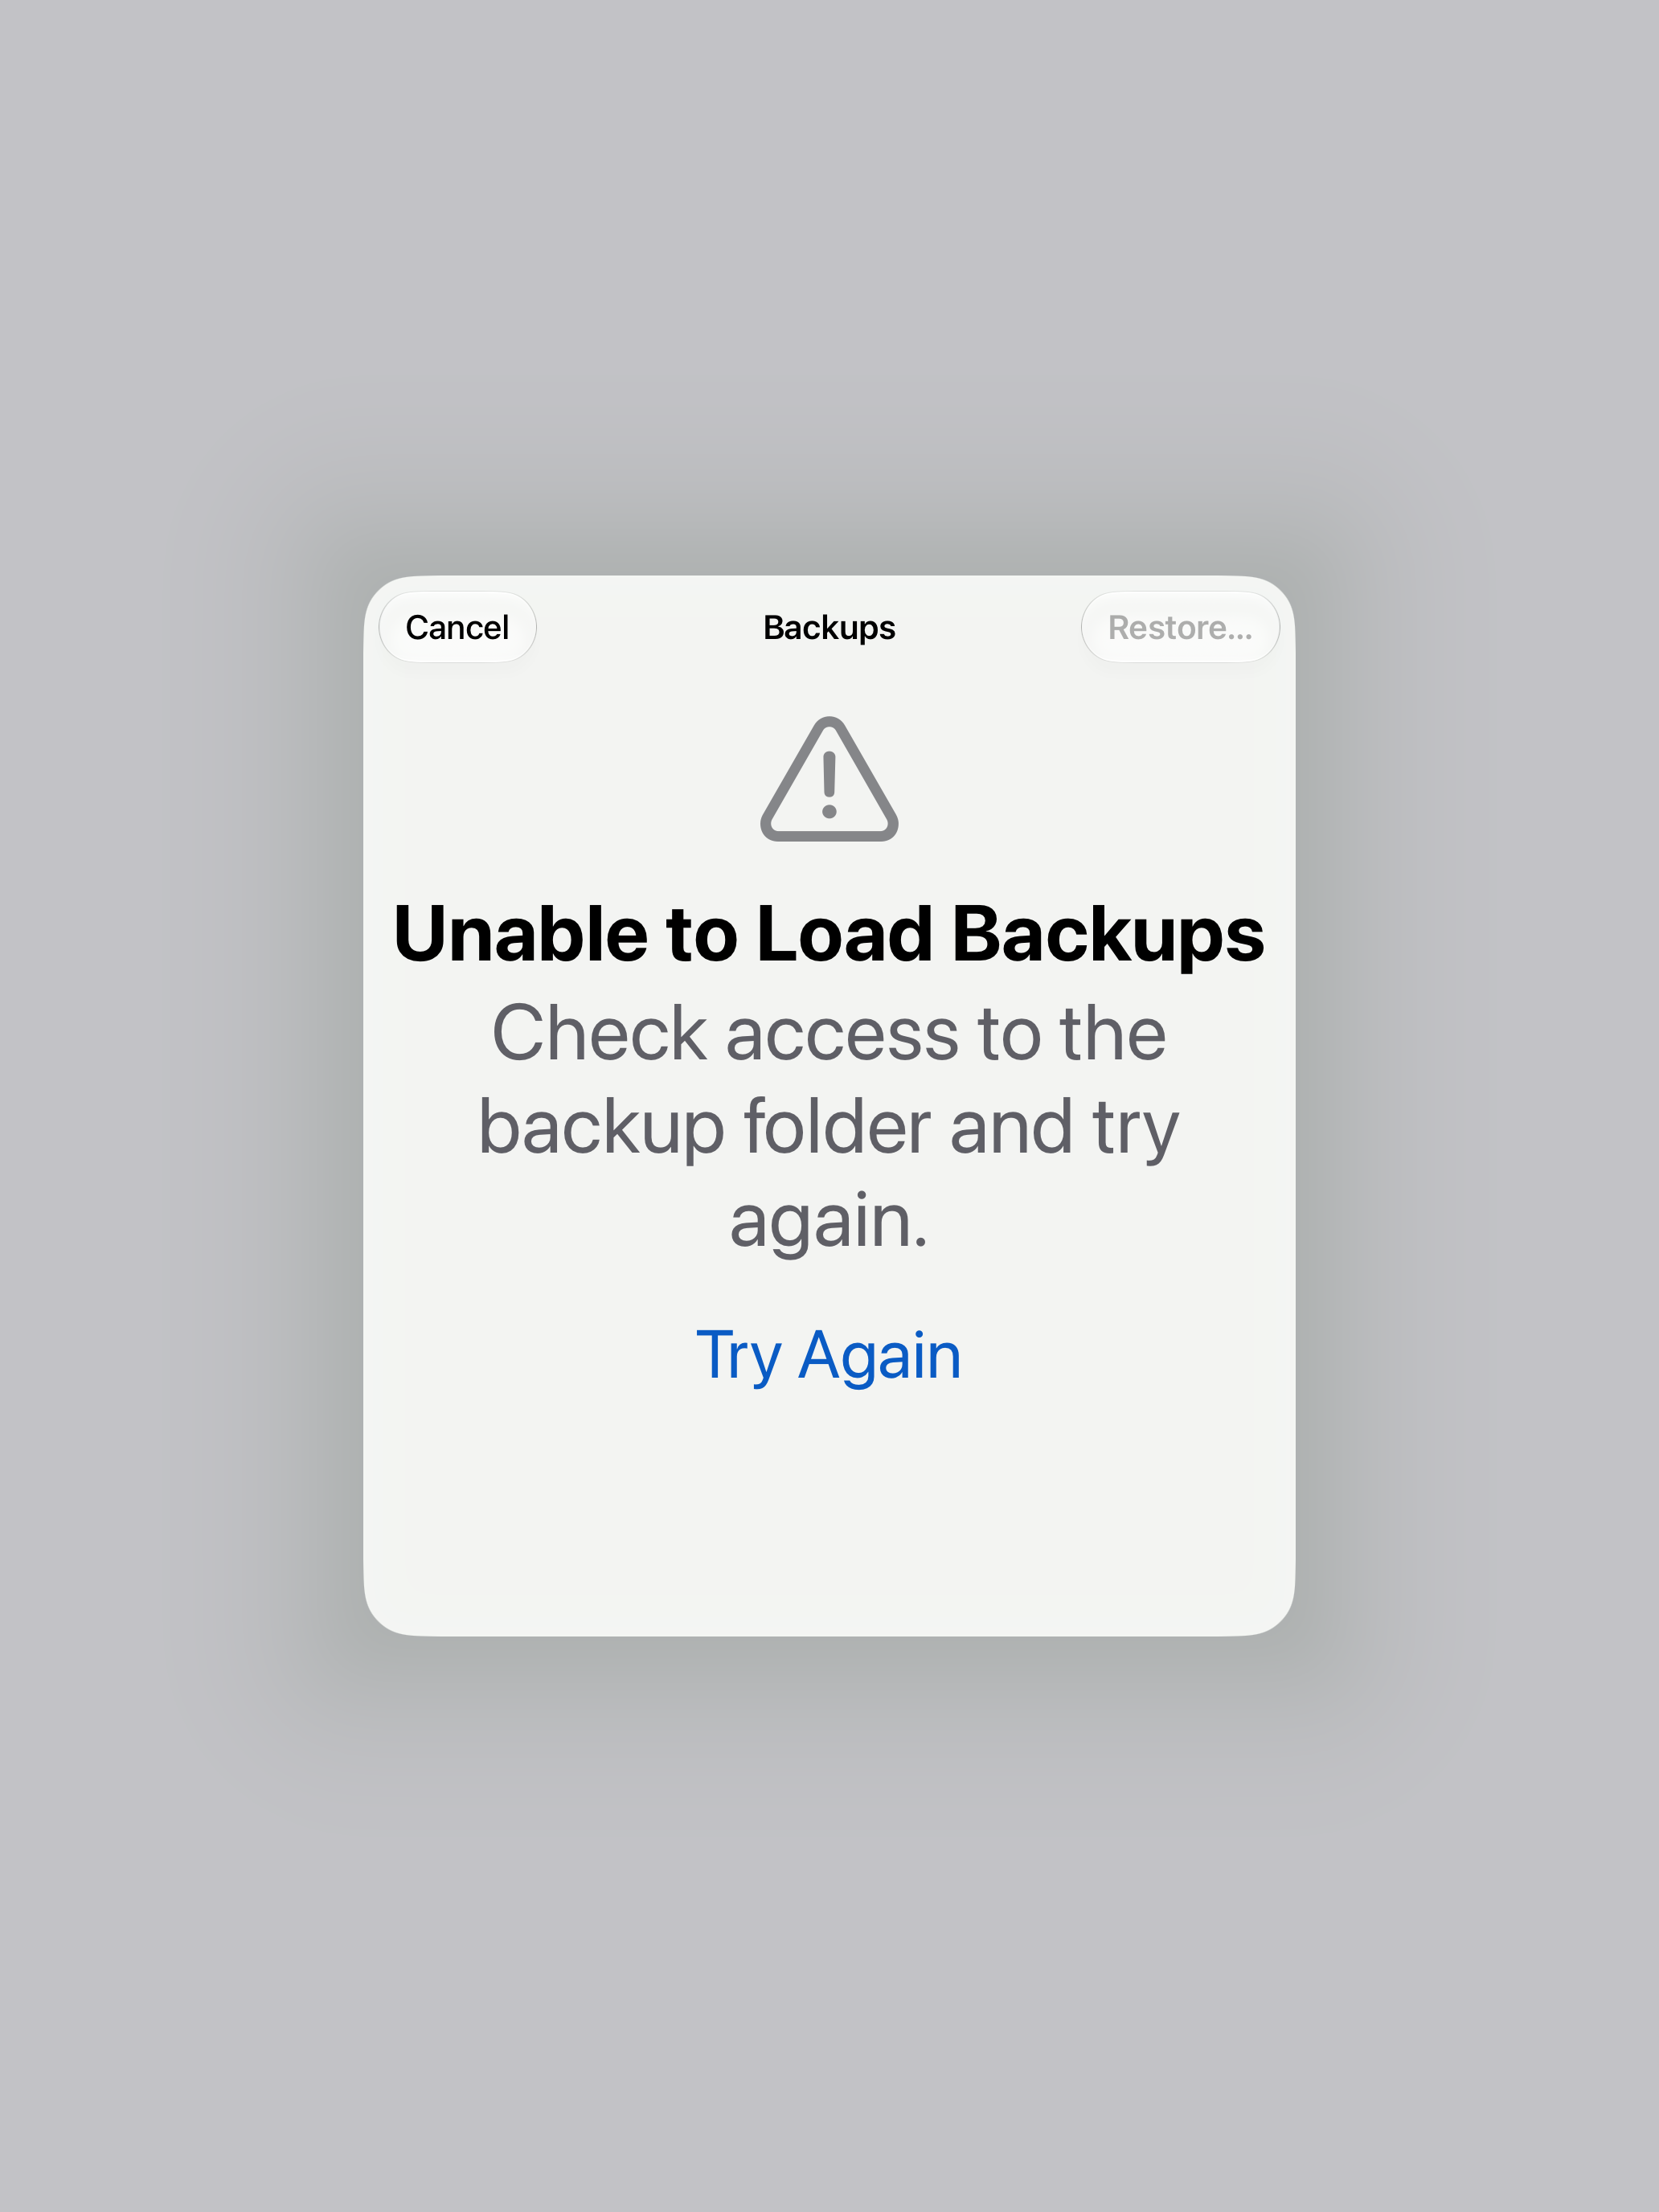 Cancel
Backups
Restore...
Unable to Load Backups
Check access to the
backup folder and try
again.
Try Again